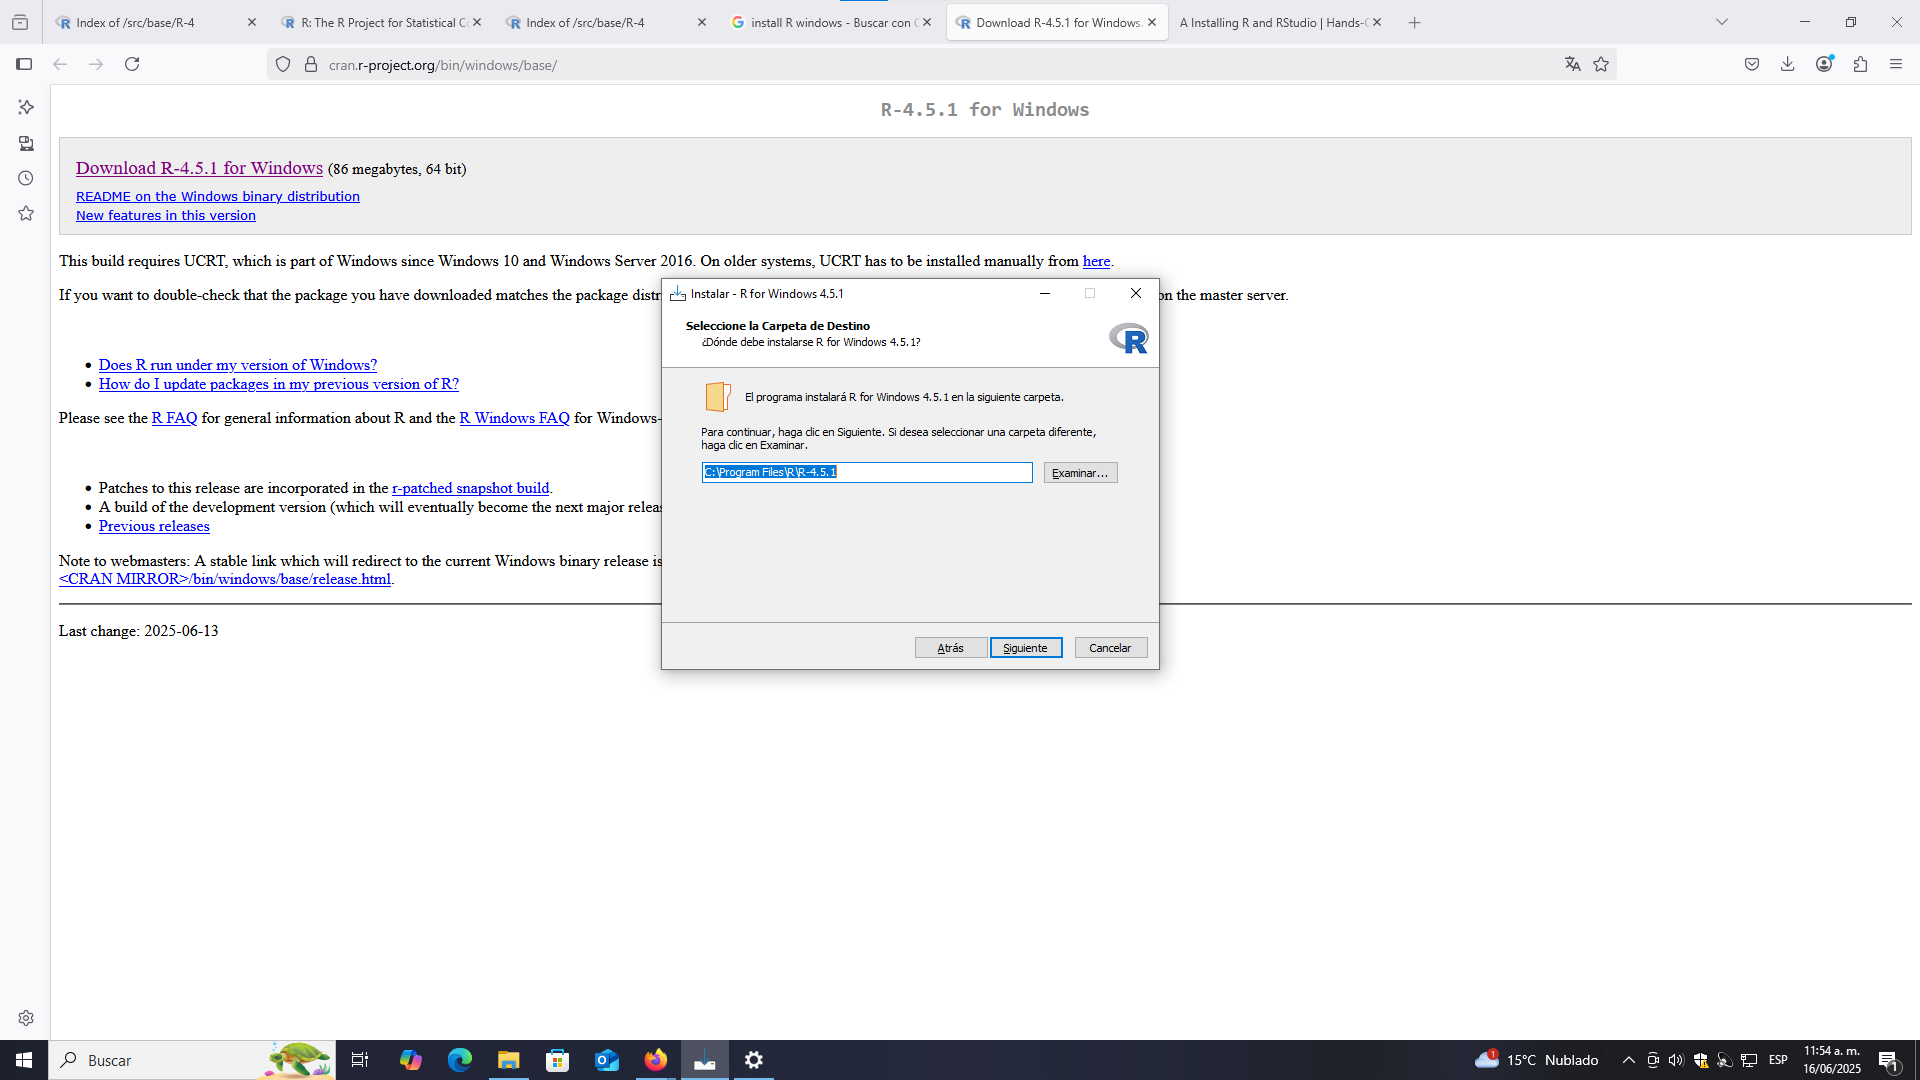 Index of /src/base/R-4
R: The R Project for Statistical Co
Index of /src/base/R-4
install R windows - Buscar con G
Download R-4.5.1 for Windows.
A Installing R and RStudio | Hands-O
cran.r-project.org/bin/windows/base/
R-4.5.1 for Windows
Download R-4.5.1 for Windows (86 megabytes, 64 bit)
README on the Windows binary distribution
New features in this version
This build requires UCRT, which is part of Windows since Windows 10 and Windows Server 2016. On older systems, UCRT has to be installed manually from here.
If you want to double-check that the package you have downloaded matches the package distr
on the master server.
Does R run under my version of Windows?
How do I update packages in my previous version of R?
Please see the R FAQ for general information about R and the R Windows FAQ for Windows-
Patches to this release are incorporated in the r-patched snapshot build.
A build of the development version (which will eventually become the next major releas
Previous releases
Note to webmasters: A stable link which will redirect to the current Windows binary release is
<CRAN MIRROR>/bin/windows/base/release.html.
Last change: 2025-06-13
Instalar - R for Windows 4.5.1
Seleccione la Carpeta de Destino
¿Dónde debe instalarse R for Windows 4.5.1?
R
El programa instalará R for Windows 4.5.1 en la siguiente carpeta.
Para continuar, haga clic en Siguiente. Si desea seleccionar una carpeta diferente,
haga clic en Examinar.
C:\Program Files\R\R-4.5.1
Examinar...
Atrás
Siguiente
Cancelar
Buscar
15°C Nublado
ESP
11:54 a. m.
16/06/2025
1
1